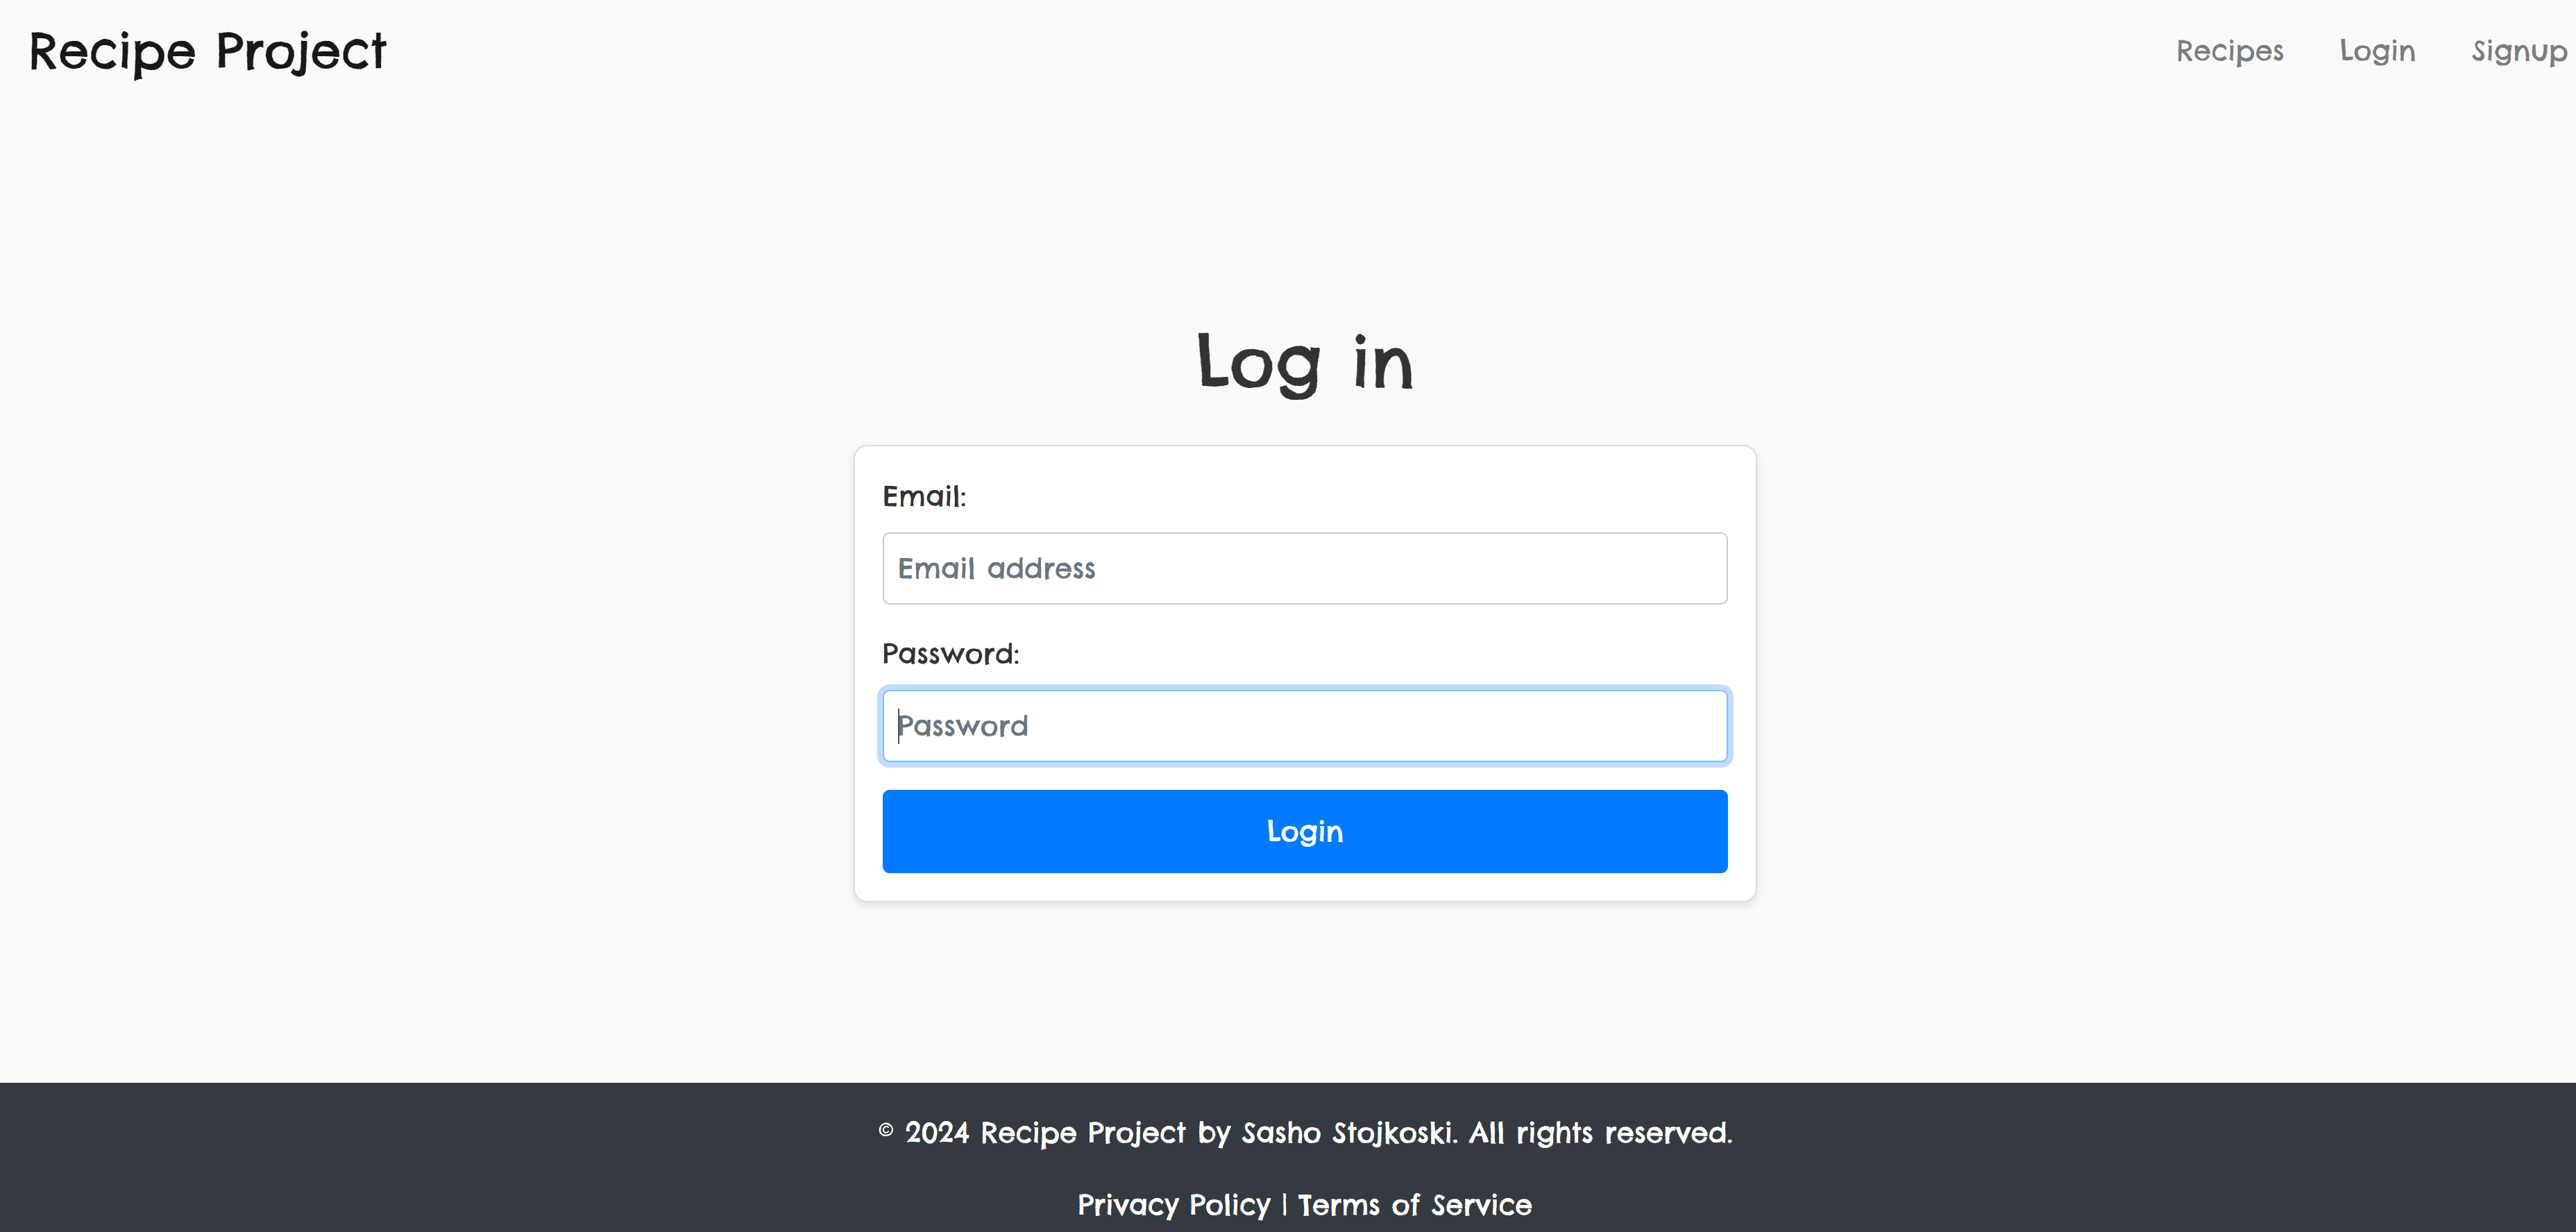 Recipe Project Recipes Login Signup
Log in
Email:
Email address
Password:
Password
Login
© 2024 Recipe Project by Sasho Stojkoski. All rights reserved.
Privacy Policy | Terms of Service